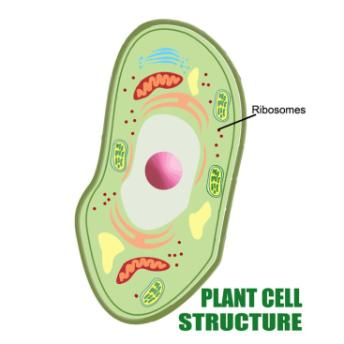 Ribosomes
PLANT CELL
STRUCTURE